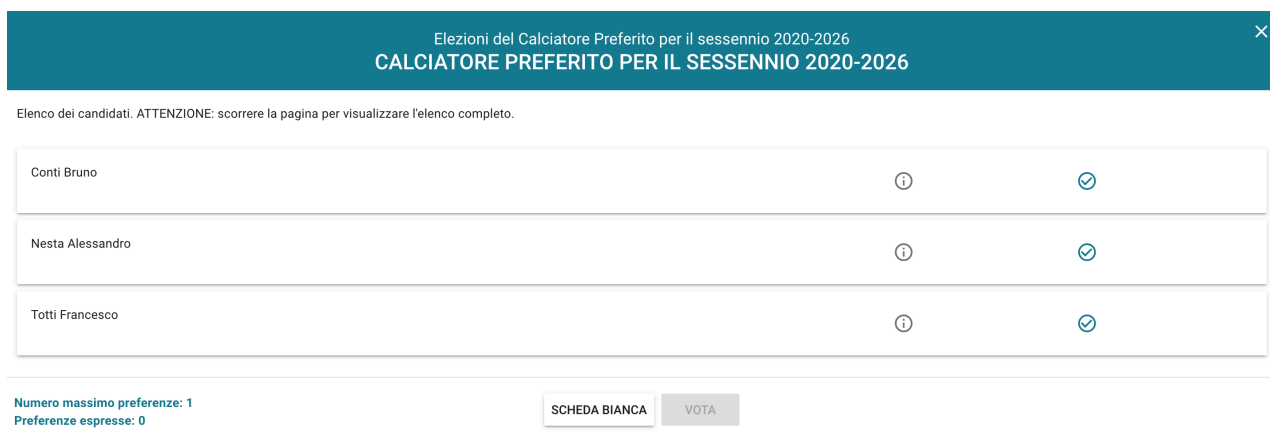 Elezioni del Calciatore Preferito per il sessennio 2020-2026
CALCIATORE PREFERITO PER IL SESSENNIO 2020-2026
Elenco dei candidati. ATTENZIONE: scorrere la pagina per visualizzare l'elenco completo.
Conti Bruno
Nesta Alessandro
Totti Francesco
Numero massimo preferenze: 1
Preferenze espresse: 0
SCHEDA BIANCA
VOTA